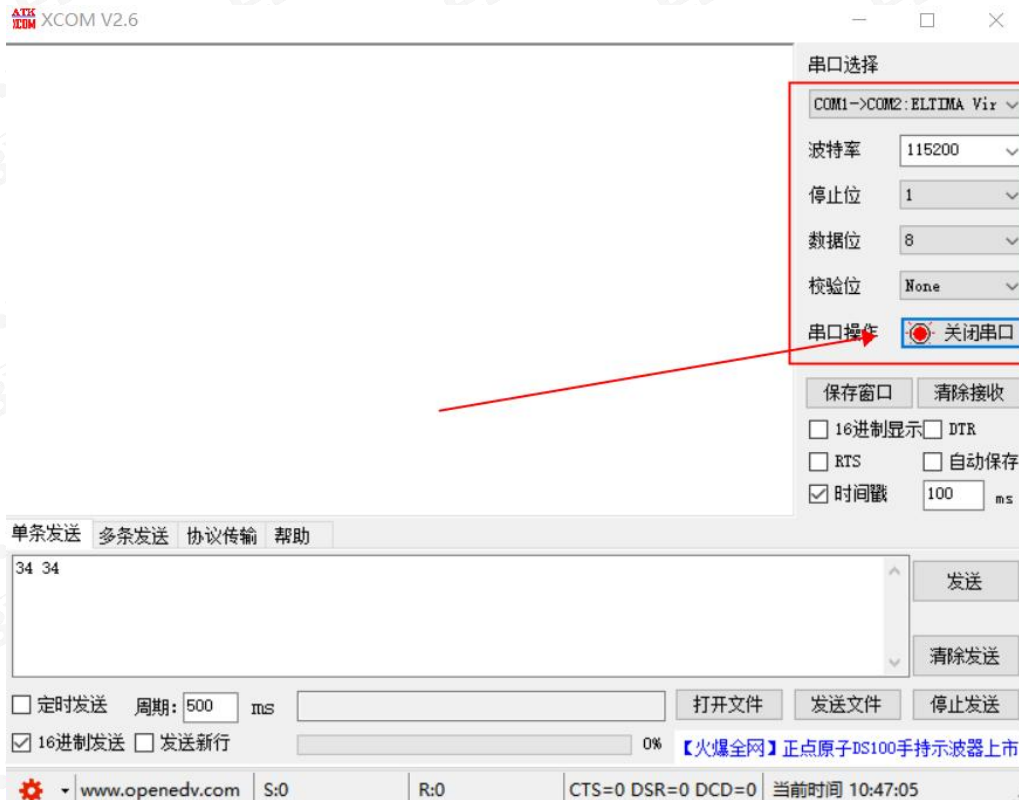 ATK
XCOM XCOM V2.6
串口选择
COM1->COM2:ELTIMA Vir
波特率 115200
停止位 1
数据位 8
校验位 None
串口操作 关闭串口
保存窗口 清除接收
16进制显示 DTR
RTS 自动保存
时间戳 100 ms
单条发送 多条发送 协议传输 帮助
34 34
发送
清除发送
定时发送 周期: 500 ms 打开文件 发送文件 停止发送
16进制发送 发送新行 0% 【火爆全网】正点原子DS100手持示波器上市
www.openedv.com S:0 R:0 CTS=0 DSR=0 DCD=0 当前时间 10:47:05